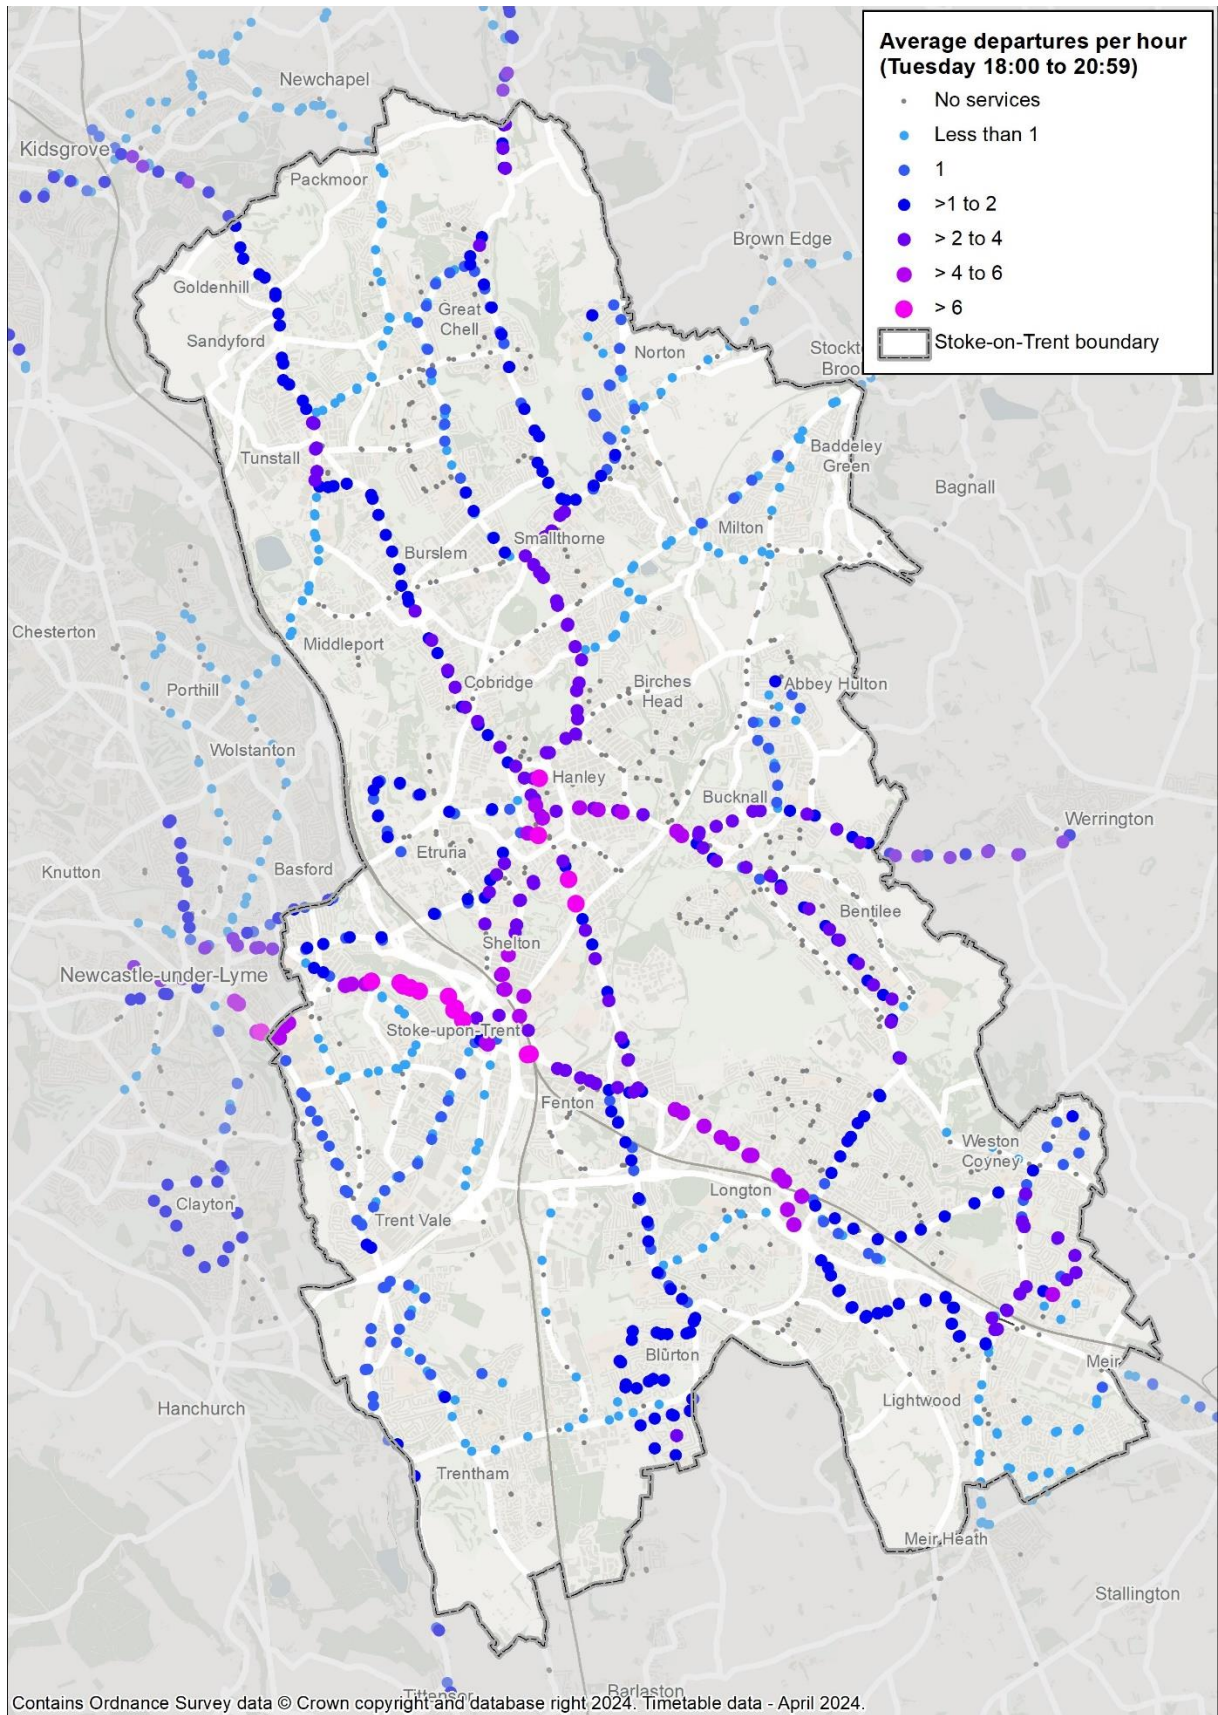 Average departures per hour
(Tuesday 18:00 to 20:59)
No services
Less than 1
1
>1 to 2
> 2 to 4
> 4 to 6
> 6
Stoke-on-Trent boundary
Newchapel
Kidsgrove
Packmoor
Brown Edge
Goldenhill
Great
Chell
Sandyford
Norton
Stockt
Broo
Tunstall
Baddeley
Green
Bagnall
Milton
Smallthorne
Burslem
Chesterton
Middleport
Porthill
Cobridge
Birches
Head
Abbey Hulton
Wolstanton
Hanley
Bucknall
Werrington
Etruria
Knutton
Basford
Bentilee
Shelton
Newcastle-under-Lyme
Stoke-upon-Trent
Fenton
Weston
Coyney
Longton
Clayton
Trent Vale
Blurton
Meir
Hanchurch
Lightwood
Trentham
Meir Heath
Stallington
Tittensor
Barlaston
Contains Ordnance Survey data © Crown copyright and database right 2024. Timetable data - April 2024.